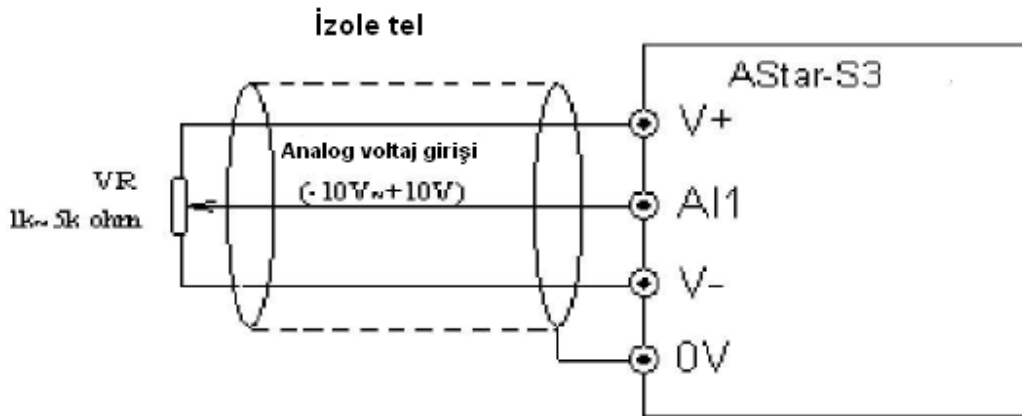 İzole tel
AStar-S3
V+
Analog voltaj girişi
(-10V~+10V)
VR
1k~5k ohm
AI1
V-
0V